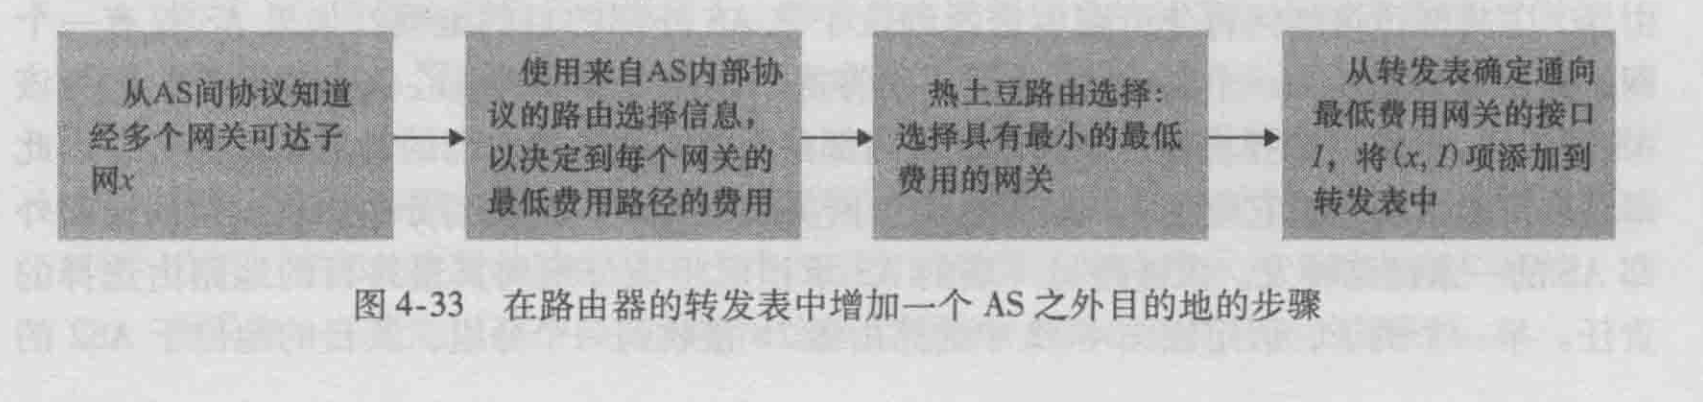 从AS间协议知道
经多个网关可达子
网x
使用来自AS内部协
议的路由选择信息，
以决定到每个网关的
最低费用路径的费用
热土豆路由选择：
选择具有最小的最低
费用的网关
从转发表确定通向
最低费用网关的接口
I，将(x, I)项添加到
转发表中
图 4-33 在路由器的转发表中增加一个 AS 之外目的地的步骤